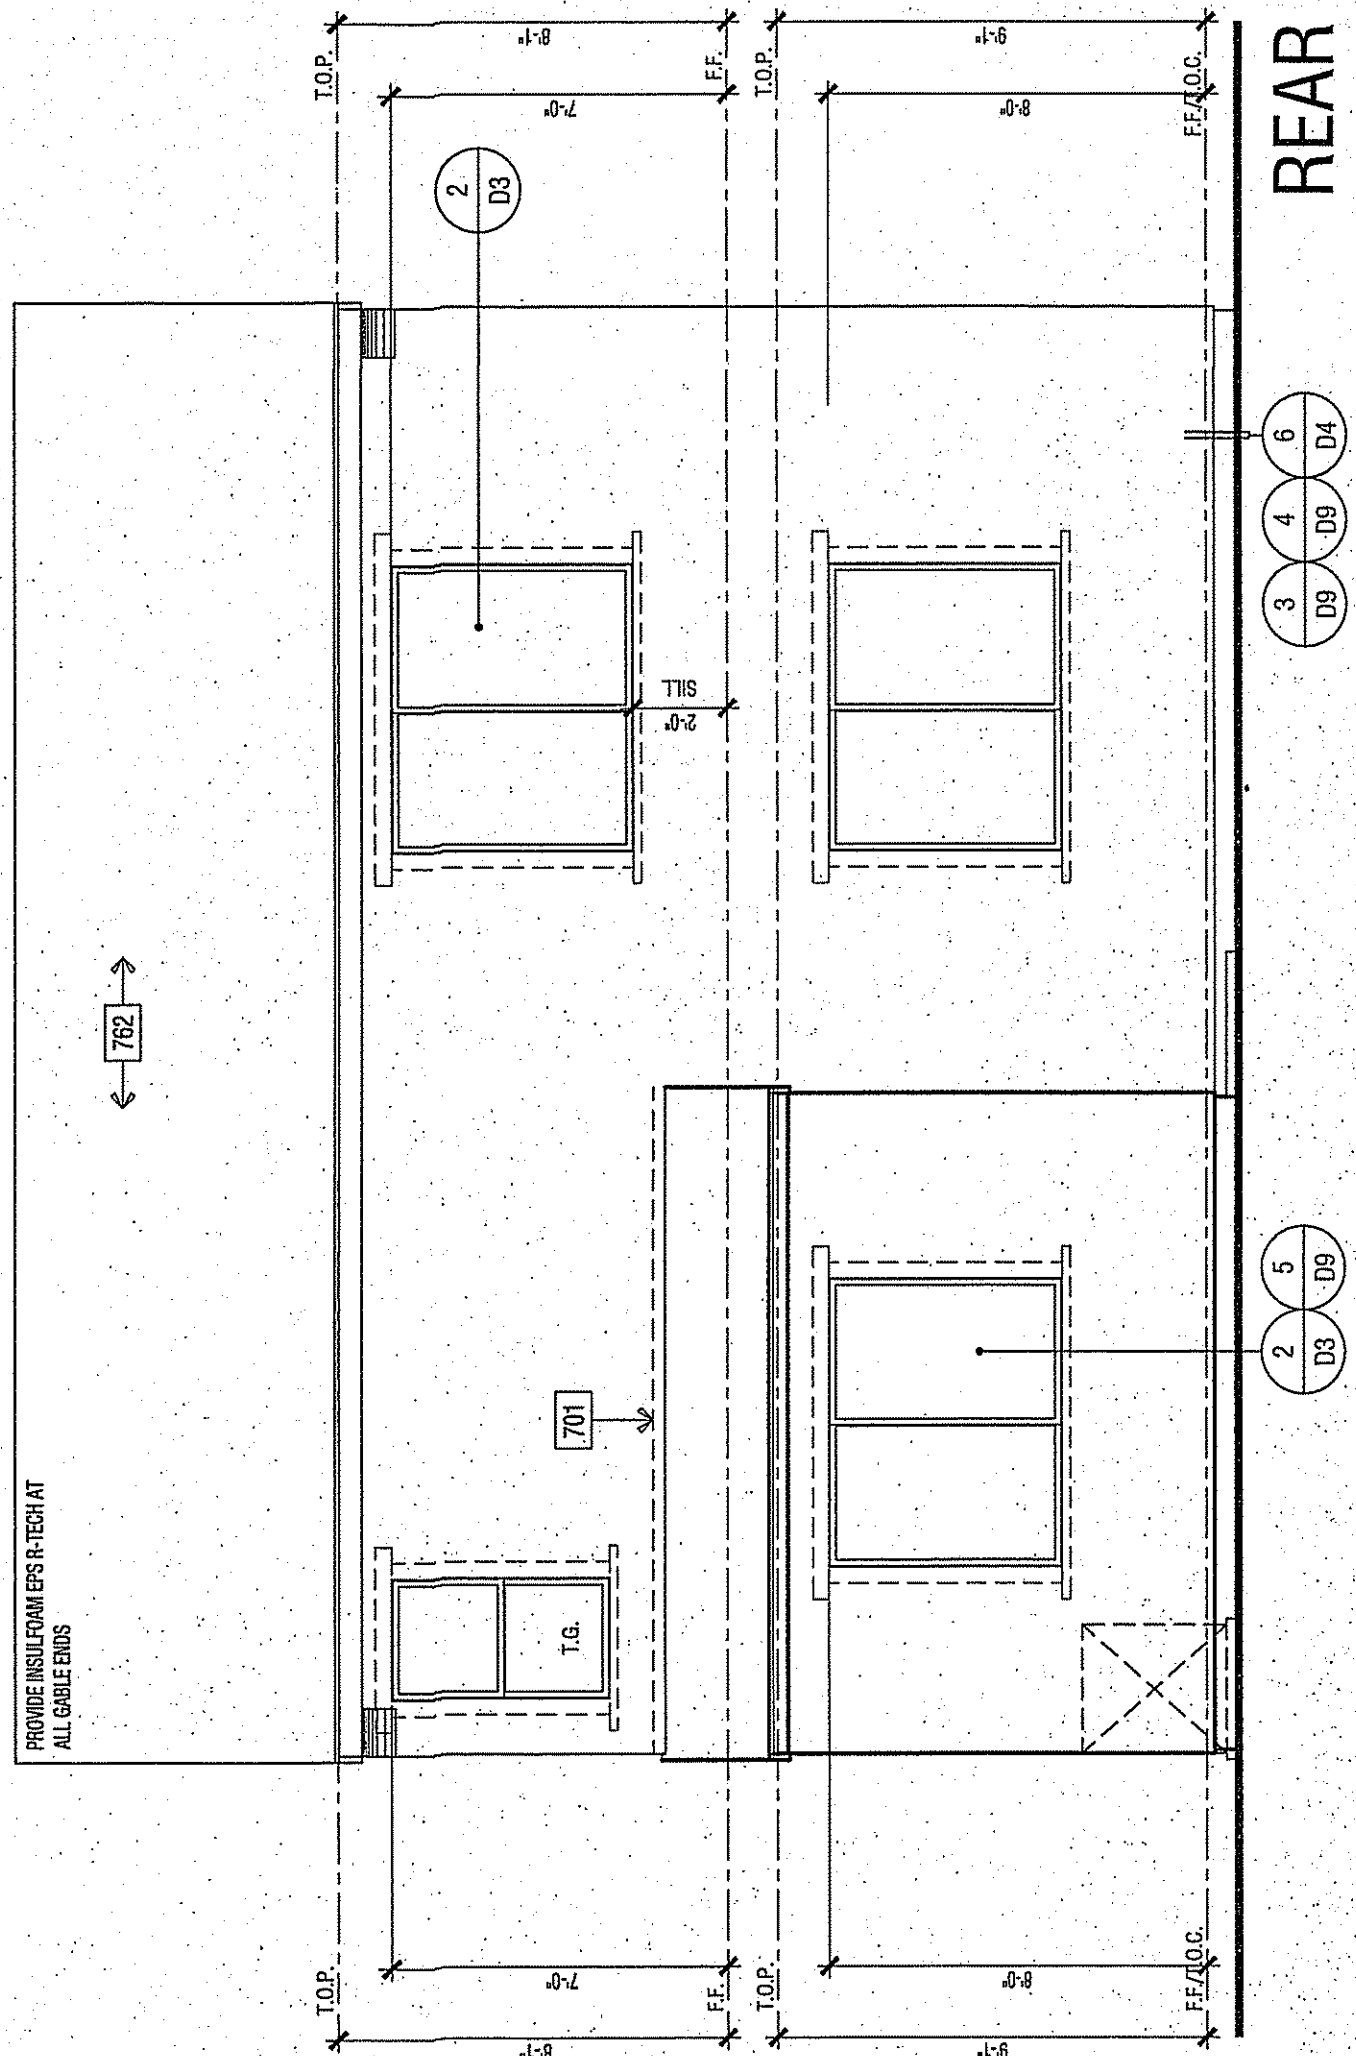 PROVIDE INSULFOAM EPS R-TECH AT
ALL GABLE ENDS
762
T.O.P.
T.O.P.
8'-1"
7'-0"
8'-1"
7'-0"
2
D3
T.G.
701
2'-0"
SILL
F.F.
F.F.
T.O.P.
T.O.P.
9'-1"
8'-0"
9'-1"
8'-0"
F.F./T.O.C.
F.F./T.O.C.
2
D3
5
D9
3
D9
4
D9
6
D4
REAR